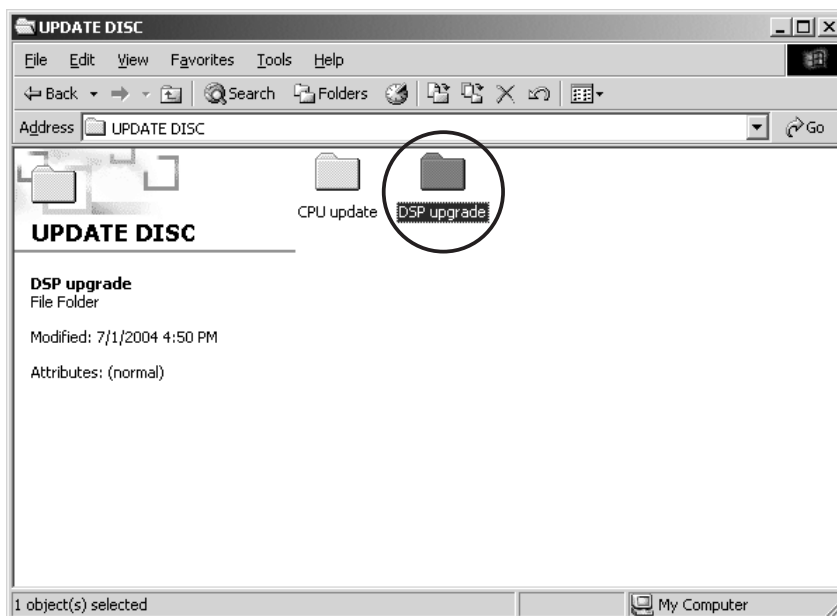 UPDATE DISC
File Edit View Favorites Tools Help
Back Search Folders
Address UPDATE DISC Go
CPU update DSP upgrade
UPDATE DISC
DSP upgrade
File Folder
Modified: 7/1/2004 4:50 PM
Attributes: (normal)
1 object(s) selected My Computer